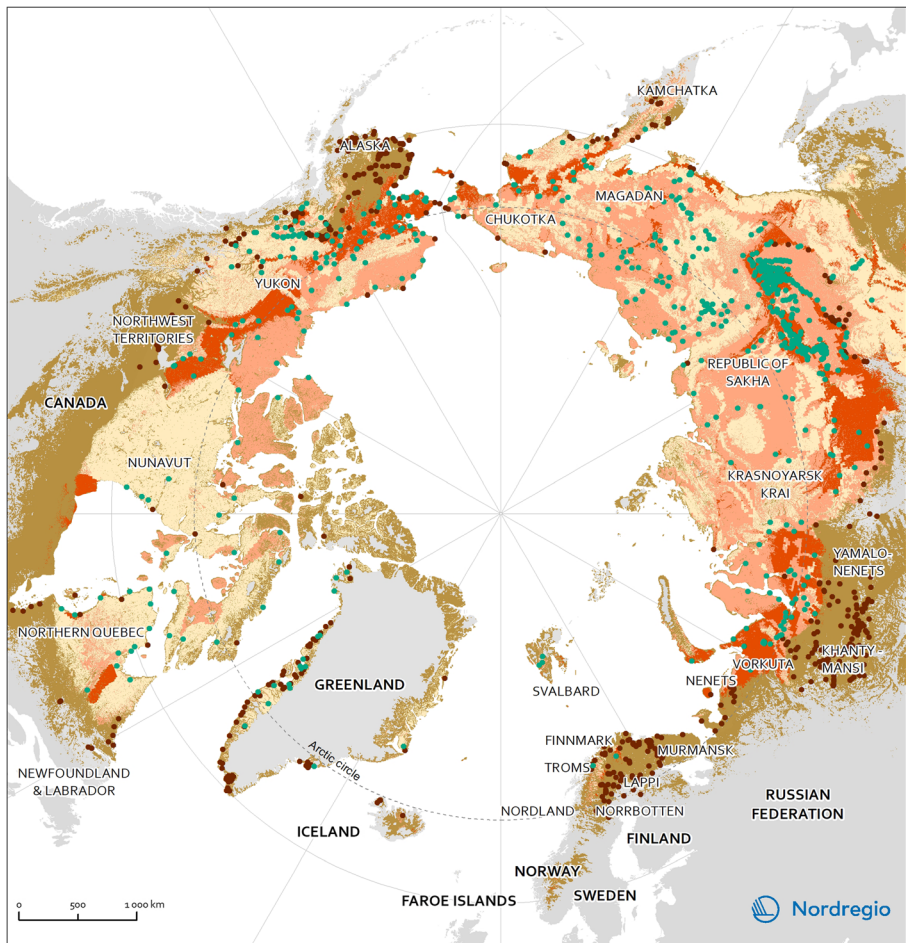 KAMCHATKA
ALASKA
MAGADAN
CHUKOTKA
YUKON
NORTHWEST
TERRITORIES
REPUBLIC OF
SAKHA
CANADA
NUNAVUT
KRASNOYARSK
KRAI
YAMALO-
NENETS
NORTHERN QUEBEC
KHANTY-
MANSI
VORKUTA
NENETS
GREENLAND
SVALBARD
FINNMARK
MURMANSK
Arctic circle
TROMS
LAPPI
NEWFOUNDLAND
& LABRADOR
RUSSIAN
FEDERATION
NORDLAND
NORRBOTTEN
ICELAND
FINLAND
NORWAY
SWEDEN
FAROE ISLANDS
0 500 1 000 km
Nordregio